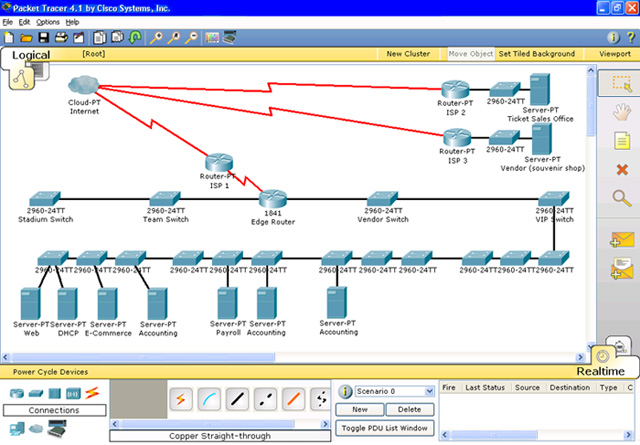 Packet Tracer 4.1 by Cisco Systems, Inc.
File Edit Options Help
Logical [Root] New Cluster Move Object Set Tiled Background Viewport
Cloud-PT
Internet
Router-PT
ISP 2
2960-24TT
Server-PT
Ticket Sales Office
Router-PT
ISP 3
2960-24TT
Server-PT
Vendor (souvenir shop)
Router-PT
ISP 1
2960-24TT
Stadium Switch
2960-24TT
Team Switch
1841
Edge Router
2960-24TT
Vendor Switch
2960-24TT
VIP Switch
2960-24TT 2960-24TT 2960-24TT 2960-24TT 2960-24TT 2960-24TT 2960-24TT 2960-24TT 2960-24TT 2960-24TT 2960-24TT 2960-24TT
Server-PT
Web
Server-PT
DHCP
Server-PT
E-Commerce
Server-PT
Accounting
Server-PT
Payroll
Server-PT
Accounting
Server-PT
Accounting
Power Cycle Devices Realtime
Connections
Copper Straight-through
Scenario 0
New Delete
Toggle PDU List Window
Fire Last Status Source Destination Type C